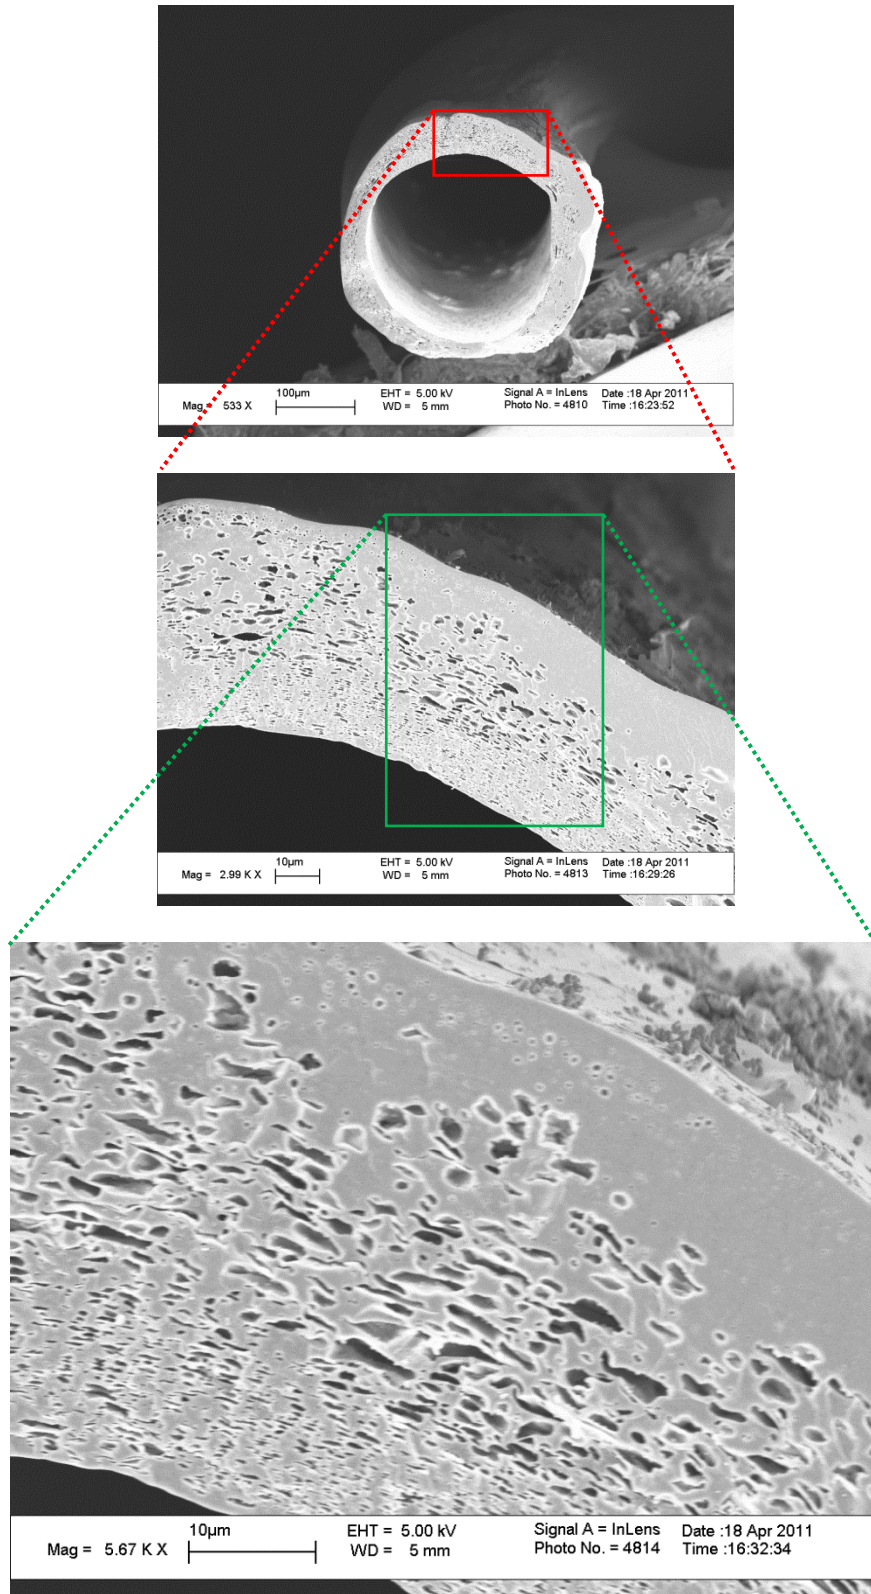 100µm EHT = 5.00 kV Signal A = InLens Date :18 Apr 2011
Mag = 533 X WD = 5 mm Photo No. = 4810 Time :16:23:52
10µm EHT = 5.00 kV Signal A = InLens Date :18 Apr 2011
Mag = 2.99 K X WD = 5 mm Photo No. = 4813 Time :16:29:26
10µm EHT = 5.00 kV Signal A = InLens Date :18 Apr 2011
Mag = 5.67 K X WD = 5 mm Photo No. = 4814 Time :16:32:34